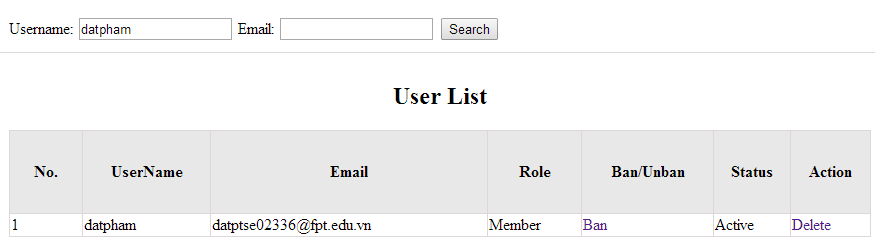 Username: datpham Email: Search
User List
No. UserName Email Role Ban/Unban Status Action
1 datpham datptse02336@fpt.edu.vn Member Ban Active Delete